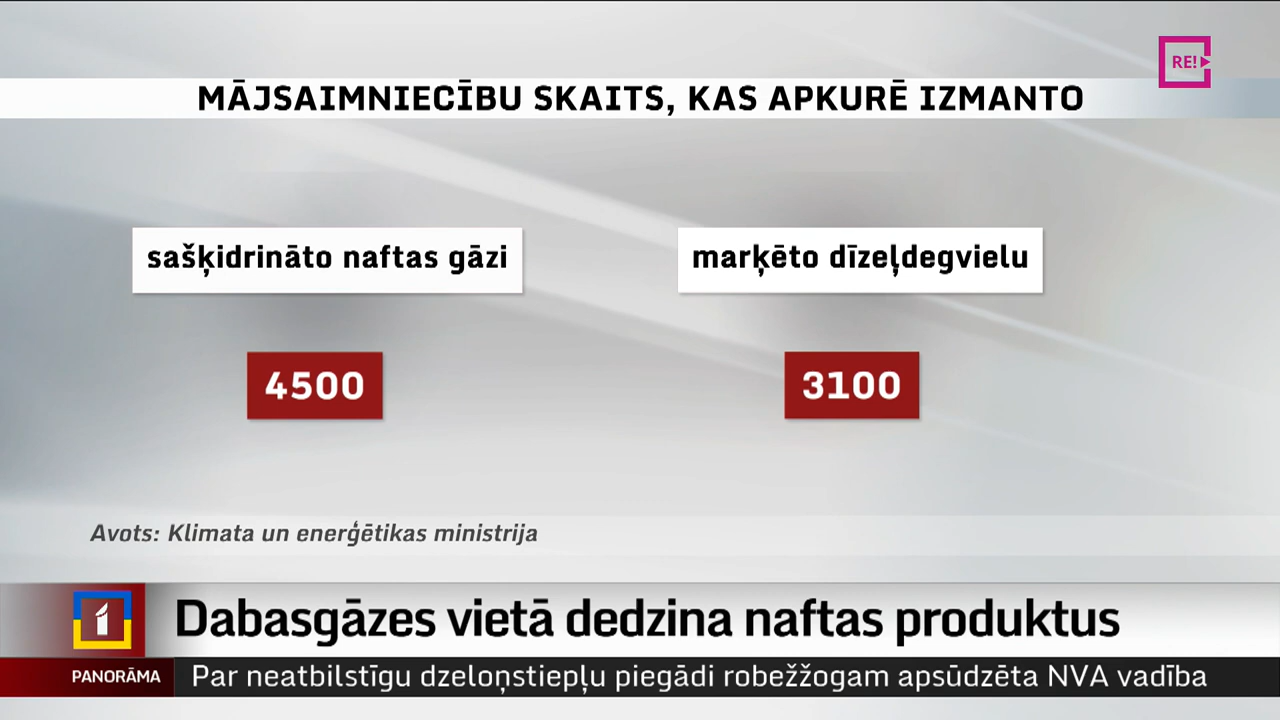 RE!
MĀJSAIMNIECĪBU SKAITS, KAS APKURĒ IZMANTO
sašķidrināto naftas gāzi
marķēto dīzeļdegvielu
4500
3100
Avots: Klimata un enerģētikas ministrija
1
Dabasgāzes vietā dedzina naftas produktus
PANORĀMA
Par neatbilstīgu dzeloņstiepļu piegādi robežžogam apsūdzēta NVA vadība